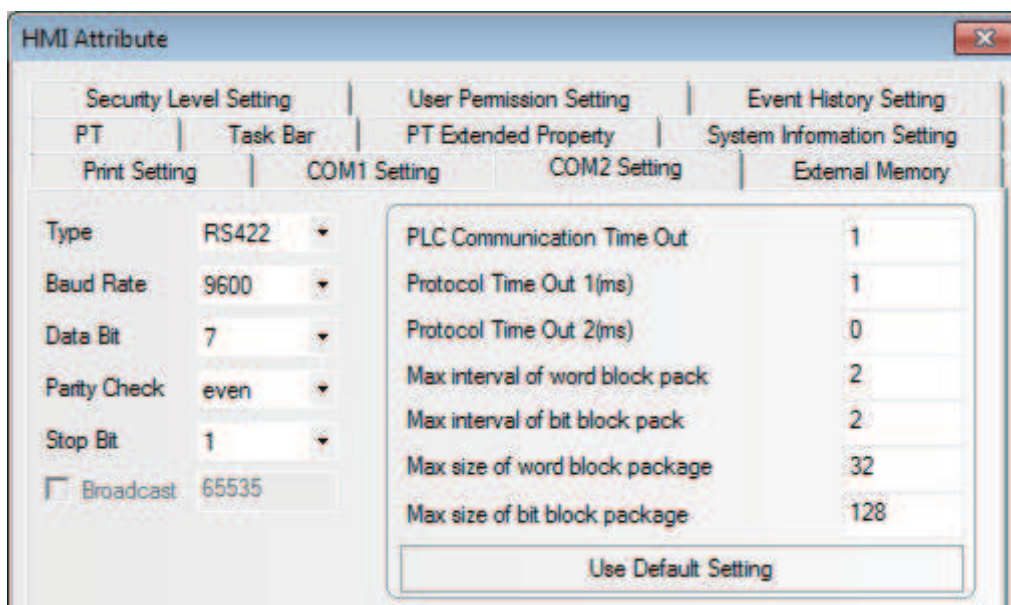 HMI Attribute
Security Level Setting User Permission Setting Event History Setting
PT Task Bar PT Extended Property System Information Setting
Print Setting COM1 Setting COM2 Setting External Memory
Type RS422 PLC Communication Time Out 1
Baud Rate 9600 Protocol Time Out 1(ms) 1
Data Bit 7 Protocol Time Out 2(ms) 0
Parity Check even Max interval of word block pack 2
Stop Bit 1 Max interval of bit block pack 2
Broadcast 65535 Max size of word block package 32
Max size of bit block package 128
Use Default Setting